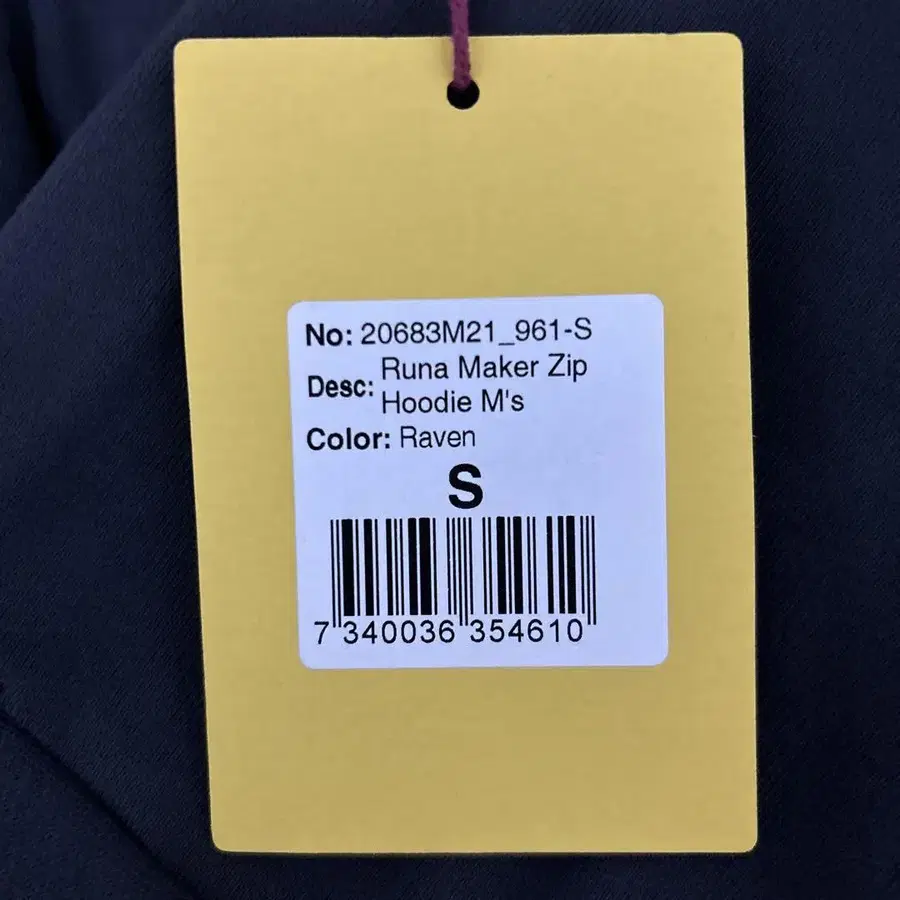 No: 20683M21_961-S
Desc: Runa Maker Zip
Hoodie M's
Color: Raven
S
7 340036 354610